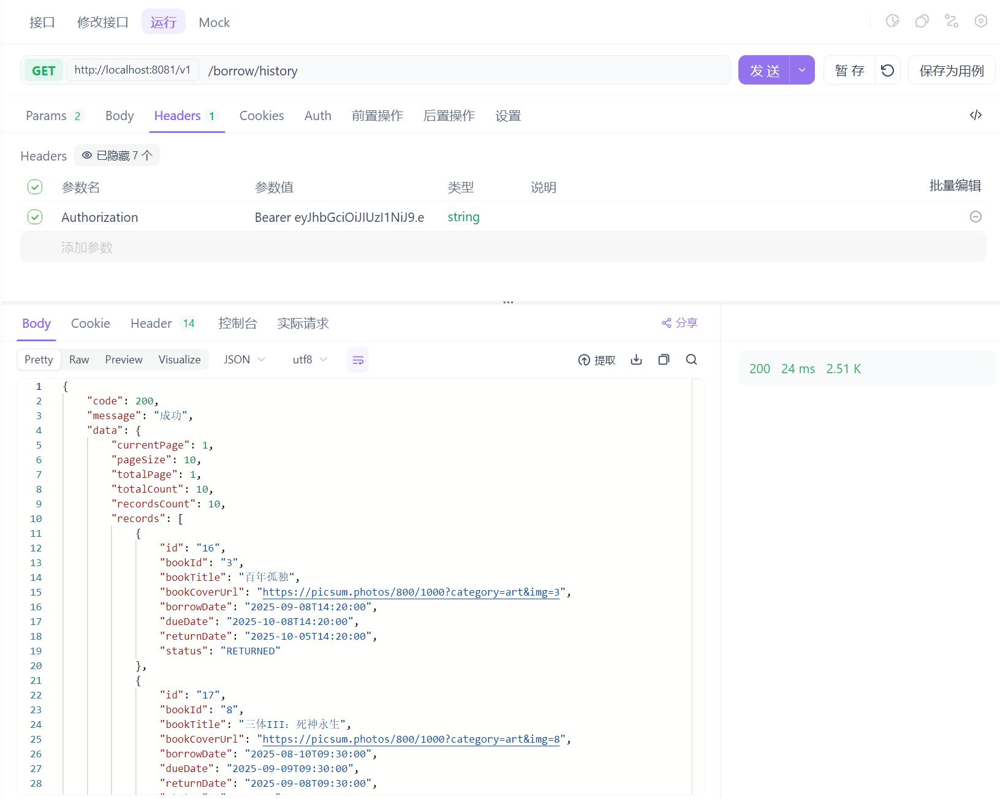 接口 修改接口 运行 Mock
GET http://localhost:8081/v1 /borrow/history 发 送 暂 存 保存为用例
Params 2 Body Headers 1 Cookies Auth 前置操作 后置操作 设置
Headers 已隐藏 7 个
参数名 参数值 类型 说明 批量编辑
Authorization Bearer eyJhbGciOiJIUzI1NiJ9.e string
添加参数
Body Cookie Header 14 控制台 实际请求 分享
Pretty Raw Preview Visualize JSON utf8 提取
200 24 ms 2.51 K
1 {
2 "code": 200,
3 "message": "成功",
4 "data": {
5 "currentPage": 1,
6 "pageSize": 10,
7 "totalPage": 1,
8 "totalCount": 10,
9 "recordsCount": 10,
10 "records": [
11 {
12 "id": "16",
13 "bookId": "3",
14 "bookTitle": "百年孤独",
15 "bookCoverUrl": "https://picsum.photos/800/1000?category=art&img=3",
16 "borrowDate": "2025-09-08T14:20:00",
17 "dueDate": "2025-10-08T14:20:00",
18 "returnDate": "2025-10-05T14:20:00",
19 "status": "RETURNED"
20 },
21 {
22 "id": "17",
23 "bookId": "8",
24 "bookTitle": "三体III：死神永生",
25 "bookCoverUrl": "https://picsum.photos/800/1000?category=art&img=8",
26 "borrowDate": "2025-08-10T09:30:00",
27 "dueDate": "2025-09-09T09:30:00",
28 "returnDate": "2025-09-08T09:30:00",